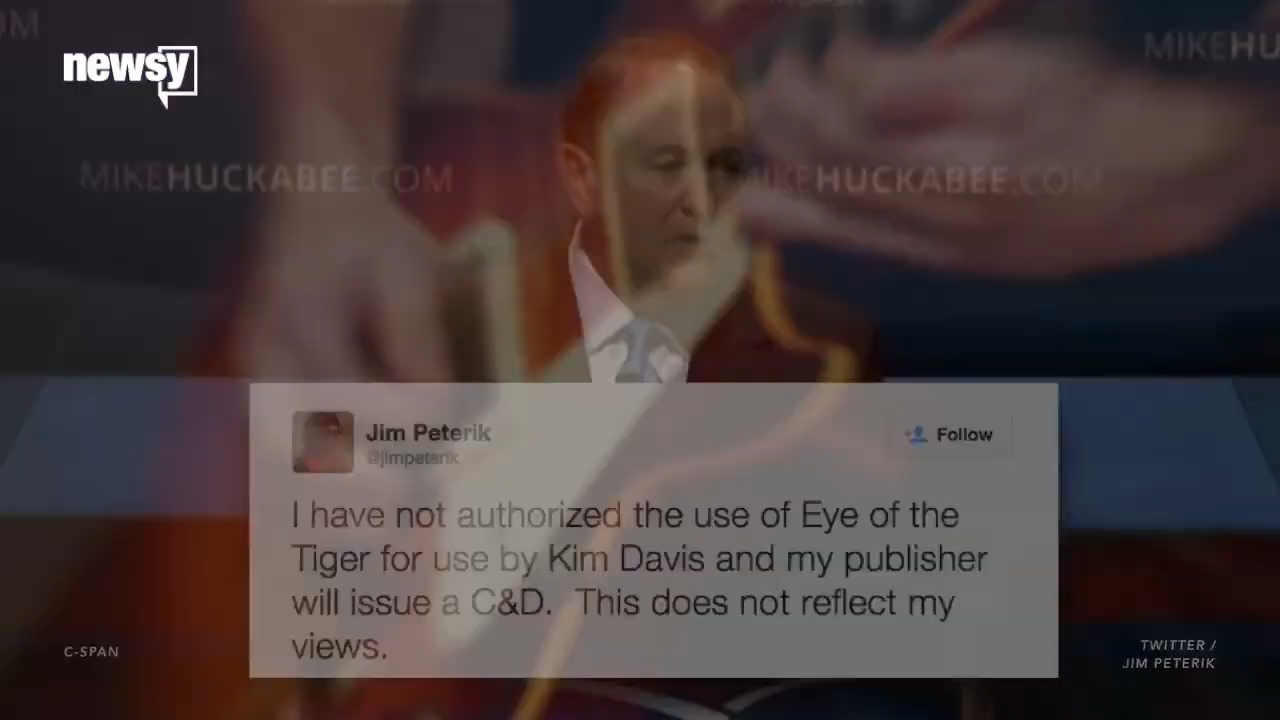 OM
MIKEHU
newsy
MIKEHUCKABEE.COM
MIKEHUCKABEE.COM
Jim Peterik
@jimpeterik
Follow
I have not authorized the use of Eye of the
Tiger for use by Kim Davis and my publisher
will issue a C&D.  This does not reflect my
views.
C-SPAN
TWITTER /
JIM PETERIK